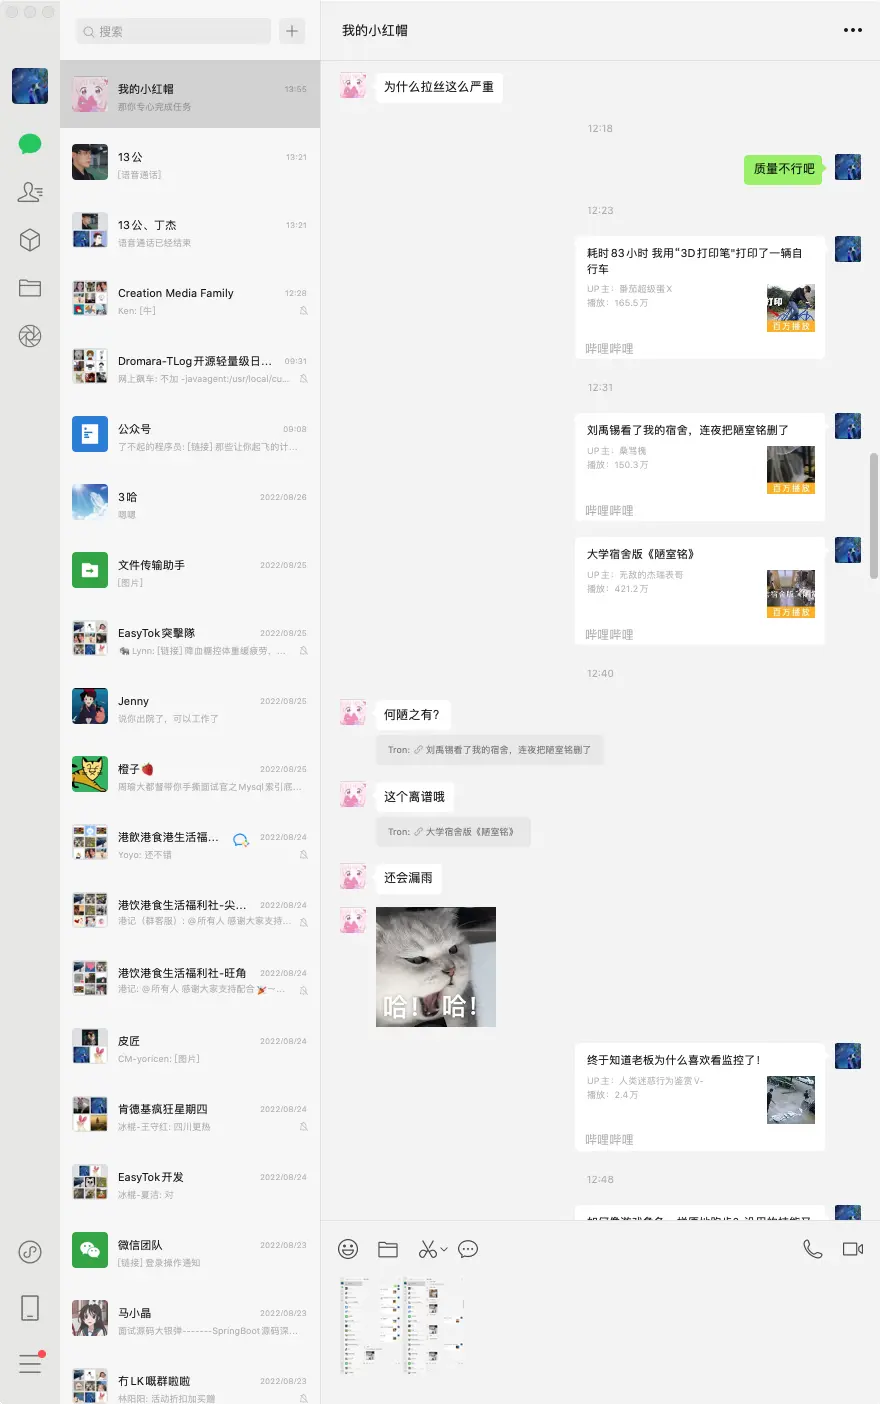 搜索
我的小红帽
13:55
那你专心完成任务
13公
13:21
[语音通话]
13公、丁杰
13:21
语音通话已经结束
Creation Media Family
12:28
Ken: [牛]
Dromara-TLog开源轻量级日...
09:31
网上飙车: 不加 -javaagent:/usr/local/cu...
公众号
09:08
了不起的程序员: [链接] 那些让你起飞的计...
3哈
2022/08/26
嗯嗯
文件传输助手
2022/08/25
[图片]
EasyTok突擊隊
2022/08/25
Lynn: [链接] 降血糖控体重缓疲劳，...
Jenny
2022/08/25
说你出院了，可以工作了
橙子🍓
2022/08/25
周瑜大都督带你手撕面试官之Mysql索引底...
港飲港食港生活福...
2022/08/24
Yoyo: 还不错
港饮港食生活福利社-尖...
2022/08/24
港记（群客服）: @所有人 感谢大家支持...
港饮港食生活福利社-旺角
2022/08/24
港记: @所有人 感谢大家支持配合🎉~...
皮匠
2022/08/24
CM-yoricen: [图片]
肯德基疯狂星期四
2022/08/24
冰棍-王守红: 四川更热
EasyTok开发
2022/08/24
冰棍-夏洁: 对
微信团队
2022/08/23
[链接] 登录操作通知
马小晶
2022/08/23
面试源码大银弹-------SpringBoot源码深...
冇LK嘅群啦啦
2022/08/23
林阳阳: 活动折扣加买赠
我的小红帽
为什么拉丝这么严重
12:18
质量不行吧
12:23
耗时83小时 我用“3D打印笔"打印了一辆自
行车
UP主：番茄超级蛋X
播放：165.5万
打印
百万播放
哔哩哔哩
12:31
刘禹锡看了我的宿舍，连夜把陋室铭删了
UP主：桑骂槐
播放：150.3万
百万播放
哔哩哔哩
大学宿舍版《陋室铭》
UP主：无敌的杰瑞表哥
播放：421.2万
宿舍版《陋室
百万播放
哔哩哔哩
12:40
何陋之有?
Tron: 刘禹锡看了我的宿舍，连夜把陋室铭删了
这个离谱哦
Tron: 大学宿舍版《陋室铭》
还会漏雨
哈! 哈!
终于知道老板为什么喜欢看监控了!
UP主：人类迷惑行为鉴赏V-
播放：2.4万
哔哩哔哩
12:48